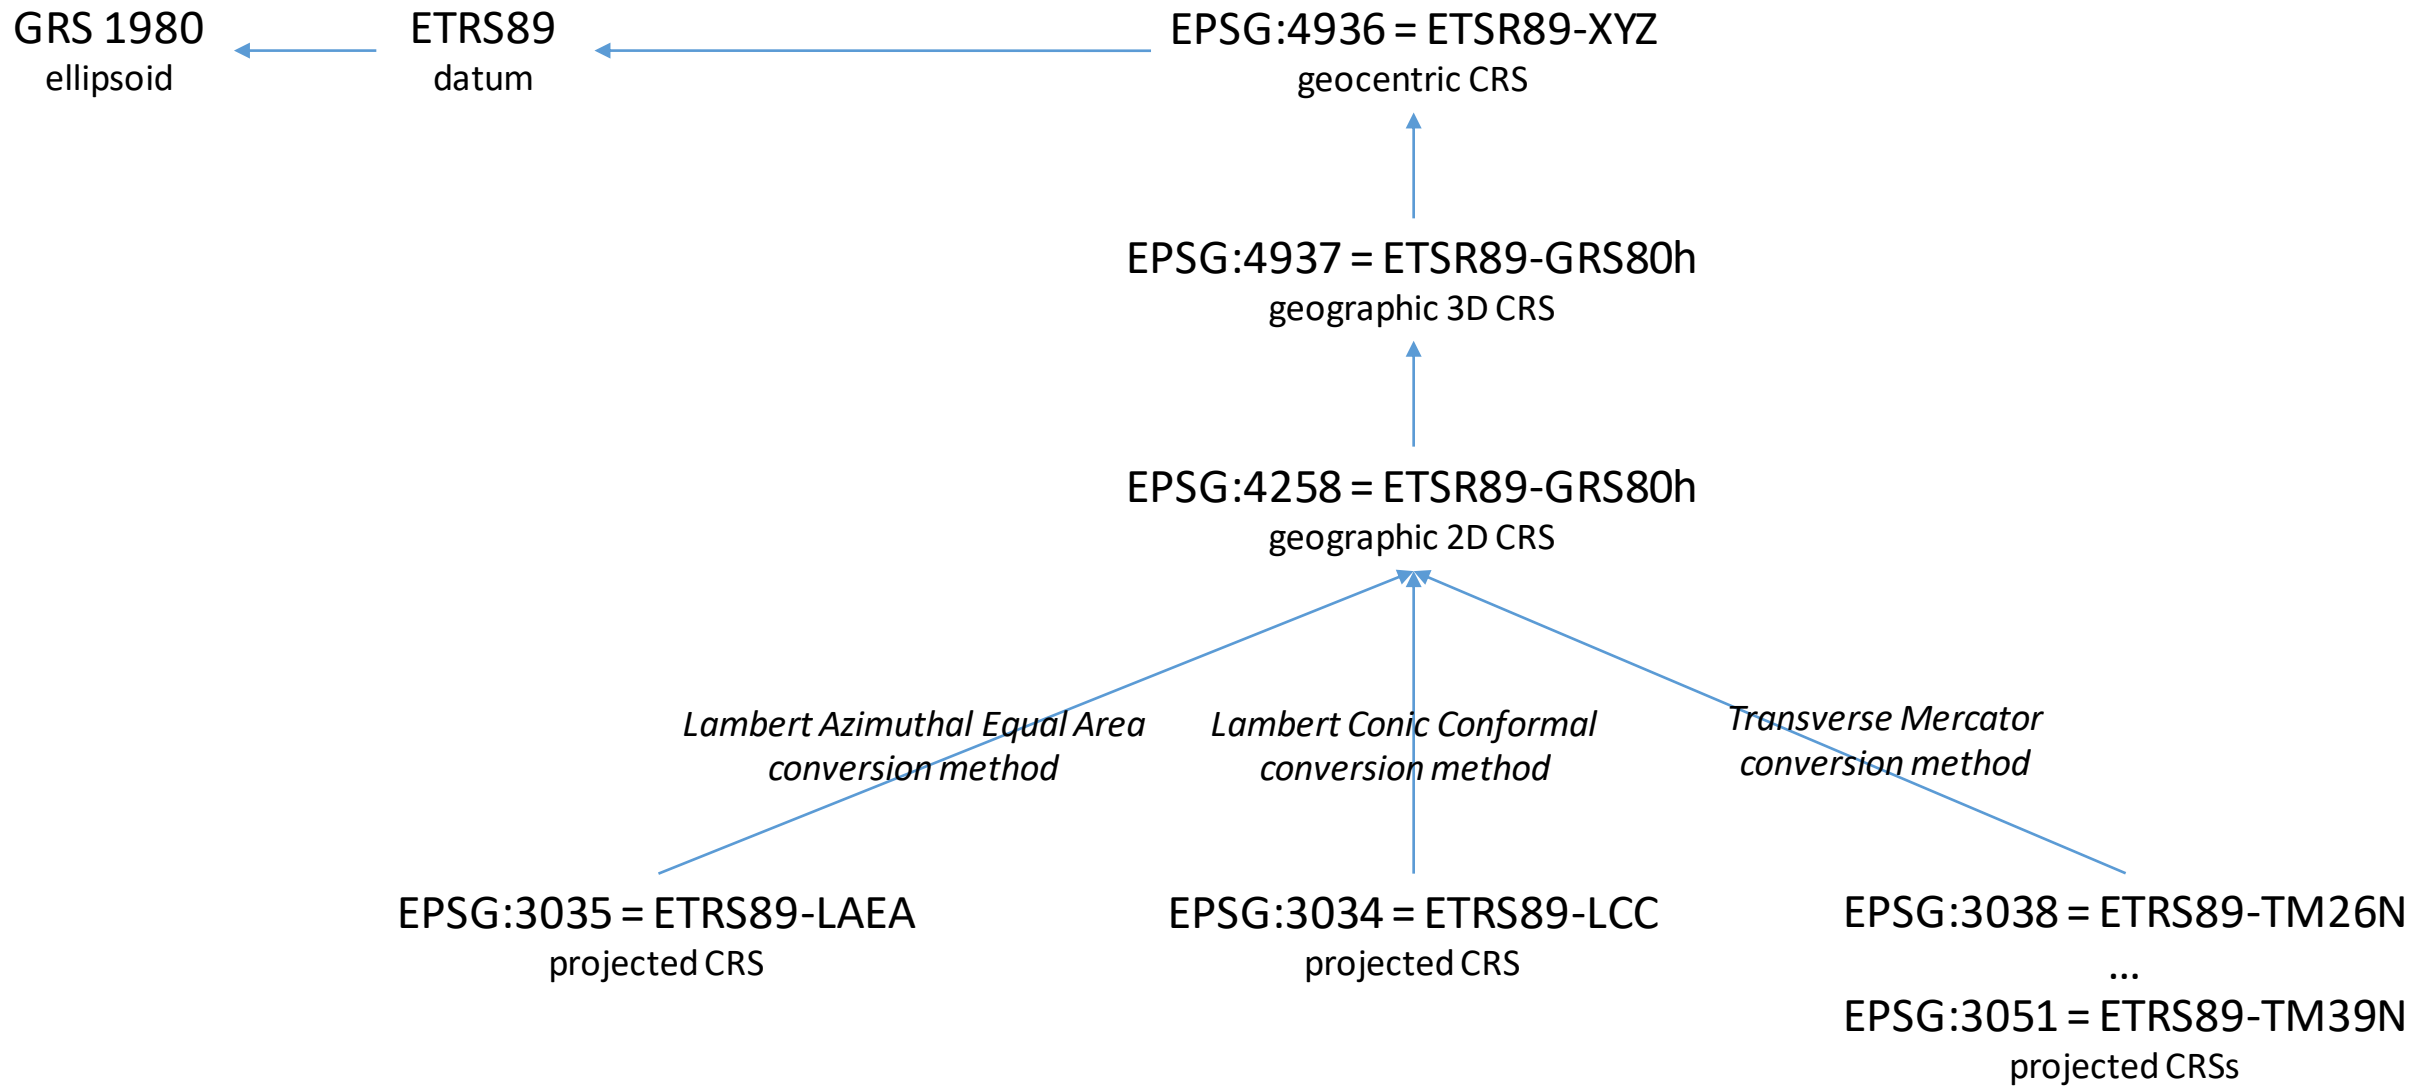 GRS 1980
ellipsoid
ETRS89
datum
EPSG:4936 = ETSR89-XYZ
geocentric CRS
EPSG:4937 = ETSR89-GRS80h
geographic 3D CRS
EPSG:4258 = ETSR89-GRS80h
geographic 2D CRS
Lambert Azimuthal Equal Area
conversion method
Lambert Conic Conformal
conversion method
Transverse Mercator
conversion method
EPSG:3035 = ETRS89-LAEA
projected CRS
EPSG:3034 = ETRS89-LCC
projected CRS
EPSG:3038 = ETRS89-TM26N
...
EPSG:3051 = ETRS89-TM39N
projected CRSs